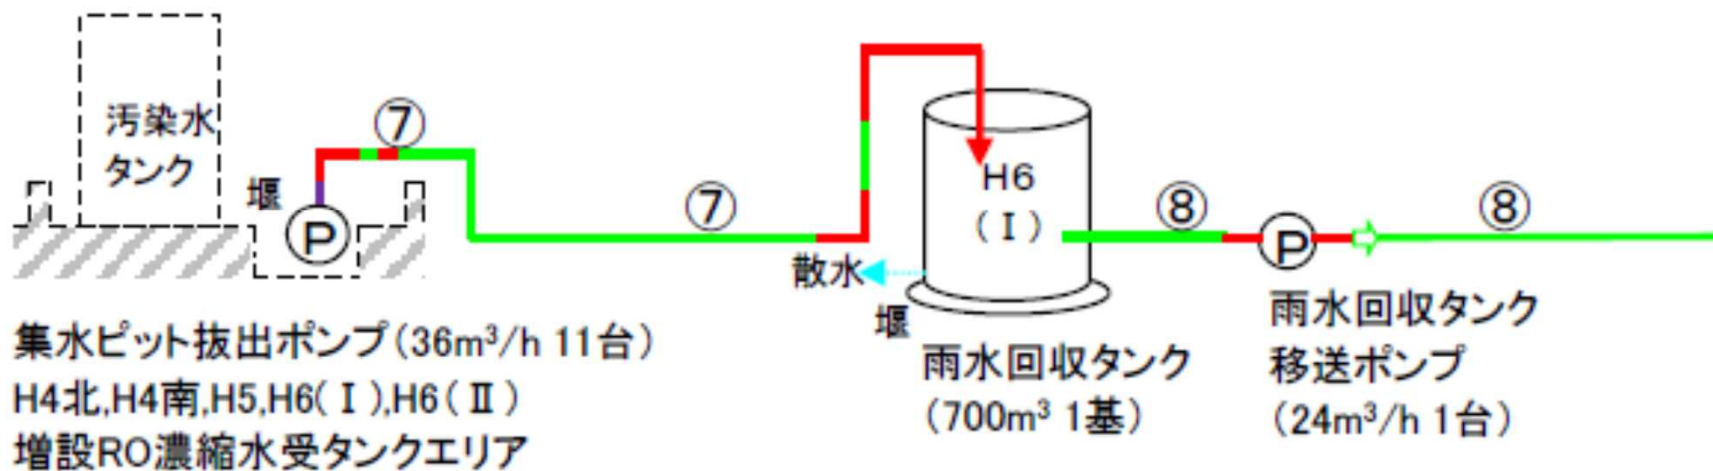 汚染水
タンク
堰
P
⑦
⑦
H6
(Ⅰ)
⑧
P
⑧
散水
堰
集水ピット抜出ポンプ(36m³/h 11台)
H4北,H4南,H5,H6(Ⅰ),H6(Ⅱ)
増設RO濃縮水受タンクエリア
雨水回収タンク
(700m³ 1基)
雨水回収タンク
移送ポンプ
(24m³/h 1台)